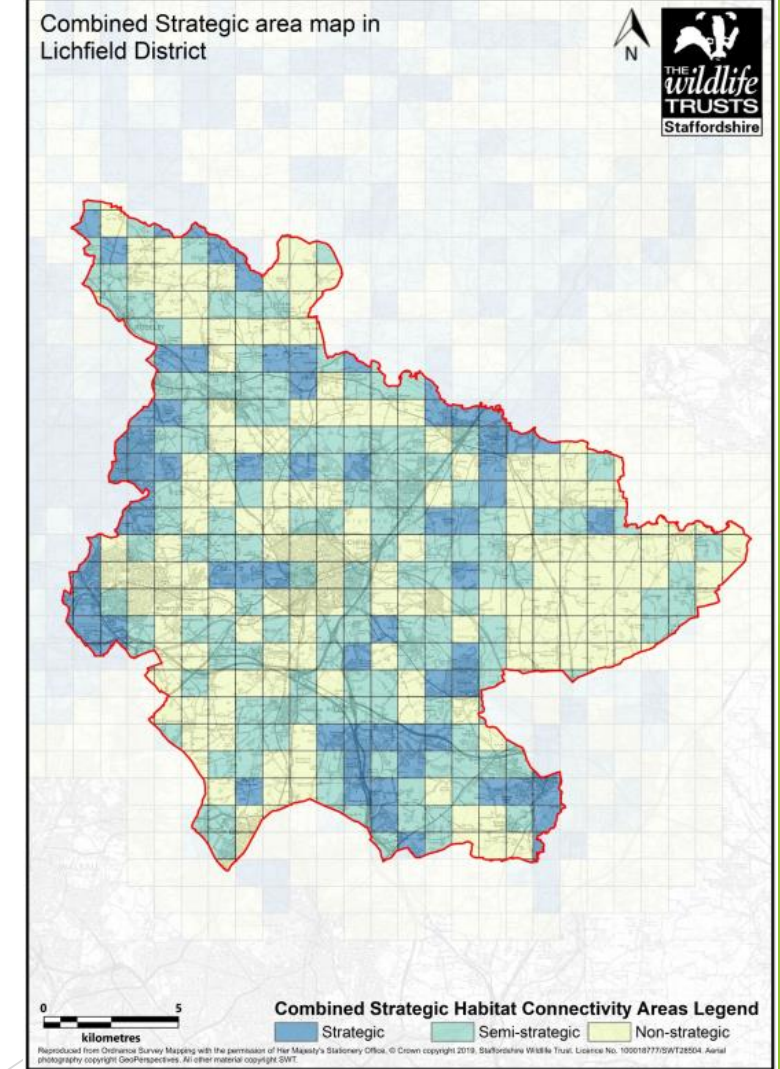 Combined Strategic area map in
Lichfield District
N
THE
wildlife
TRUSTS
Staffordshire
0 5
kilometres
Combined Strategic Habitat Connectivity Areas Legend
Strategic Semi-strategic Non-strategic
Reproduced from Ordnance Survey Mapping with the permission of Her Majesty's Stationery Office, © Crown copyright 2019, Staffordshire Wildlife Trust. Licence No. 100018777/SWT28504. Aerial
photography copyright GeoPerspectives. All other material copyright SWT.